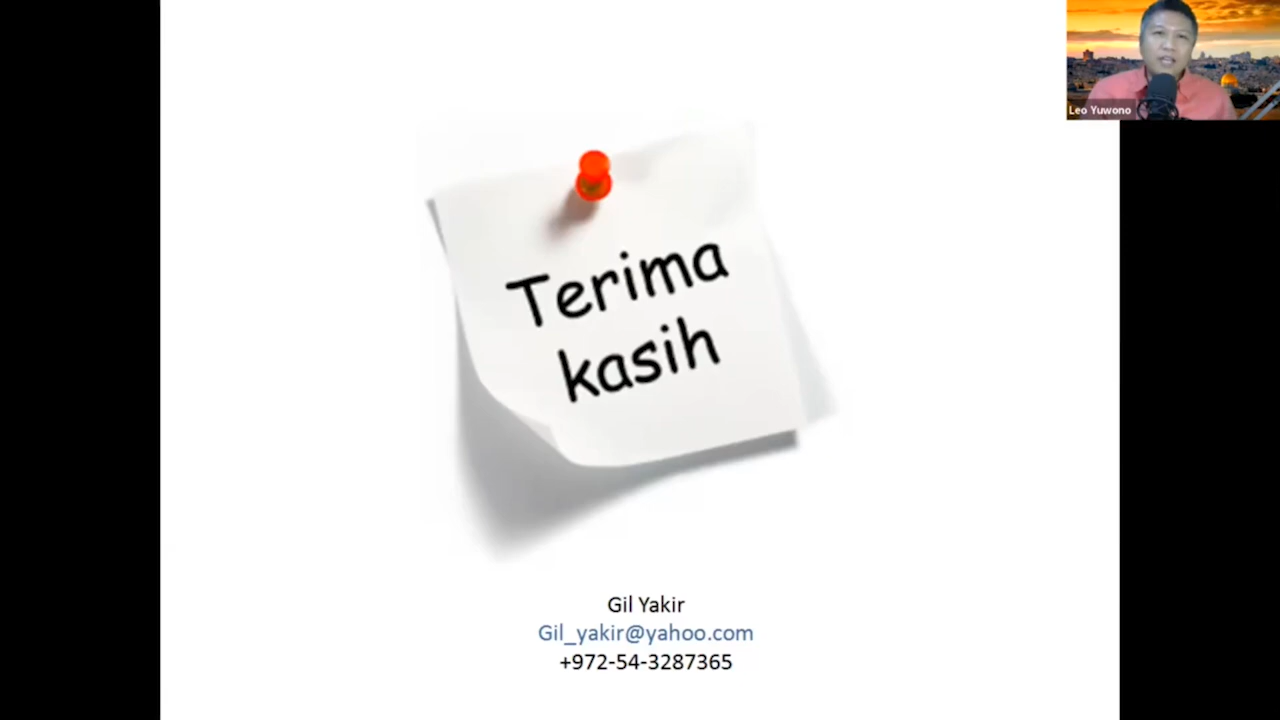 Leo Yuwono
Terima
kasih
Gil Yakir
Gil_yakir@yahoo.com
+972-54-3287365